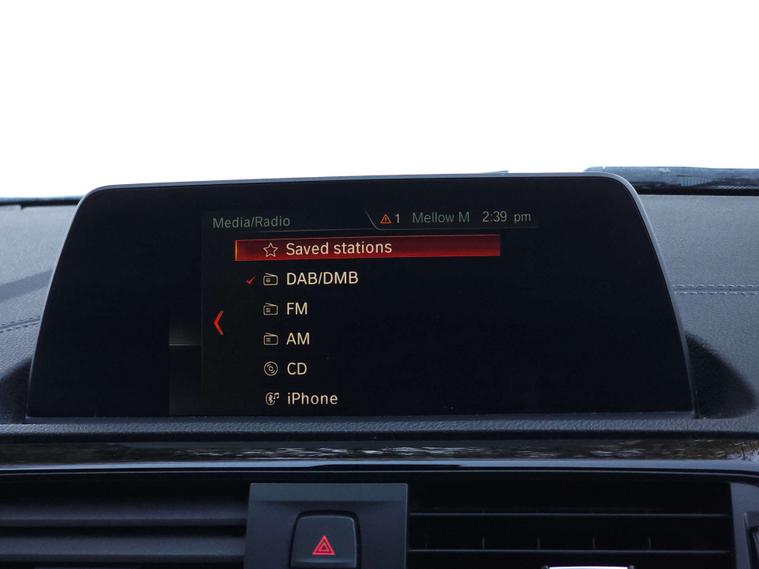 Media/Radio 1 Mellow M 2:39 pm
Saved stations
DAB/DMB
FM
AM
CD
iPhone